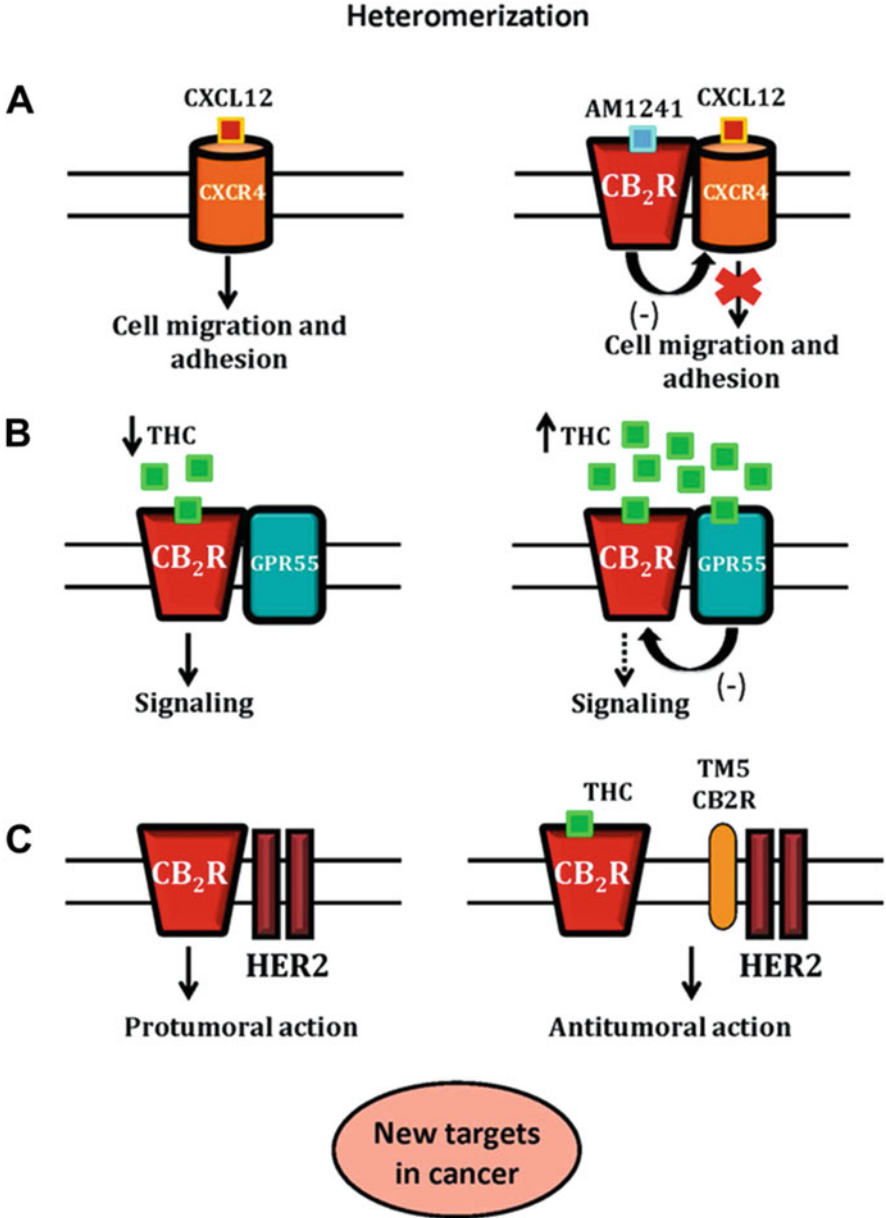 Heteromerization
A
CXCL12
CXCR4
Cell migration and
adhesion
AM1241
CXCL12
CB₂R
CXCR4
(-)
Cell migration and
adhesion
B
THC
CB₂R
GPR55
Signaling
THC
CB₂R
GPR55
(-)
Signaling
C
CB₂R
HER2
Protumoral action
THC
TM5
CB2R
CB₂R
HER2
Antitumoral action
New targets
in cancer